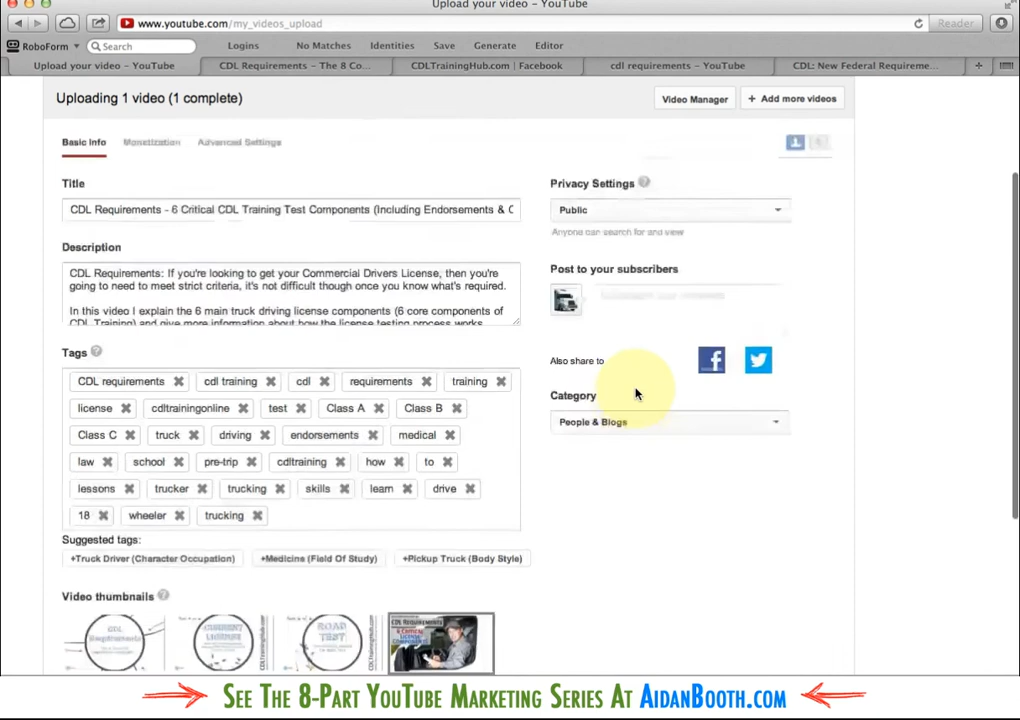 Upload your video – YouTube
www.youtube.com/my_videos_upload
Reader
RoboForm
Search
Logins
No Matches
Identities
Save
Generate
Editor
Upload your video – YouTube
CDL Requirements – The 8 Co...
CDLTrainingHub.com | Facebook
cdl requirements – YouTube
CDL: New Federal Requireme...
Uploading 1 video (1 complete)
Video Manager
+ Add more videos
Basic Info
Monetization
Advanced Settings
Title
CDL Requirements - 6 Critical CDL Training Test Components (Including Endorsements & C
Description
CDL Requirements: If you're looking to get your Commercial Drivers License, then you're
going to need to meet strict criteria, it's not difficult though once you know what's required.
In this video I explain the 6 main truck driving license components (6 core components of
CDL Training) and give more information about how the license testing process works
Tags
CDL requirements
cdl training
cdl
requirements
training
license
cdltrainingonline
test
Class A
Class B
Class C
truck
driving
endorsements
medical
law
school
pre-trip
cdltraining
how
to
lessons
trucker
trucking
skills
learn
drive
18
wheeler
trucking
Suggested tags:
+Truck Driver (Character Occupation)
+Medicine (Field Of Study)
+Pickup Truck (Body Style)
Video thumbnails
CDL
Requirements
ROAD
TEST
CDLTrainingHub.com
CDL REQUIREMENTS
Privacy Settings
Public
Anyone can search for and view
Post to your subscribers
Also share to
Category
People & Blogs
See The 8-Part YouTube Marketing Series At AidanBooth.com